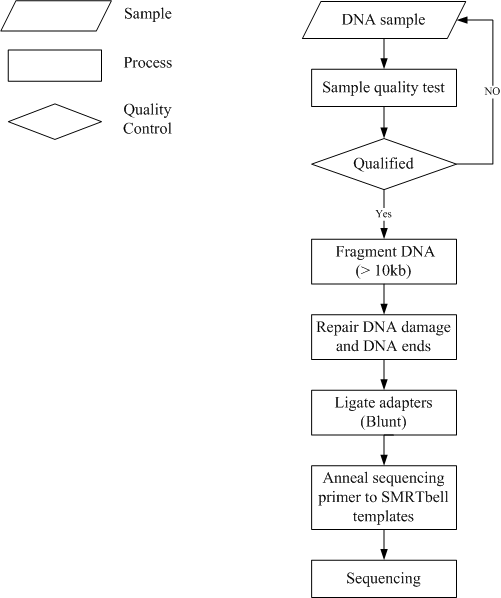 Sample
Process
Quality
Control
DNA sample
Sample quality test
NO
Qualified
Yes
Fragment DNA
(> 10kb)
Repair DNA damage
and DNA ends
Ligate adapters
(Blunt)
Anneal sequencing
primer to SMRTbell
templates
Sequencing